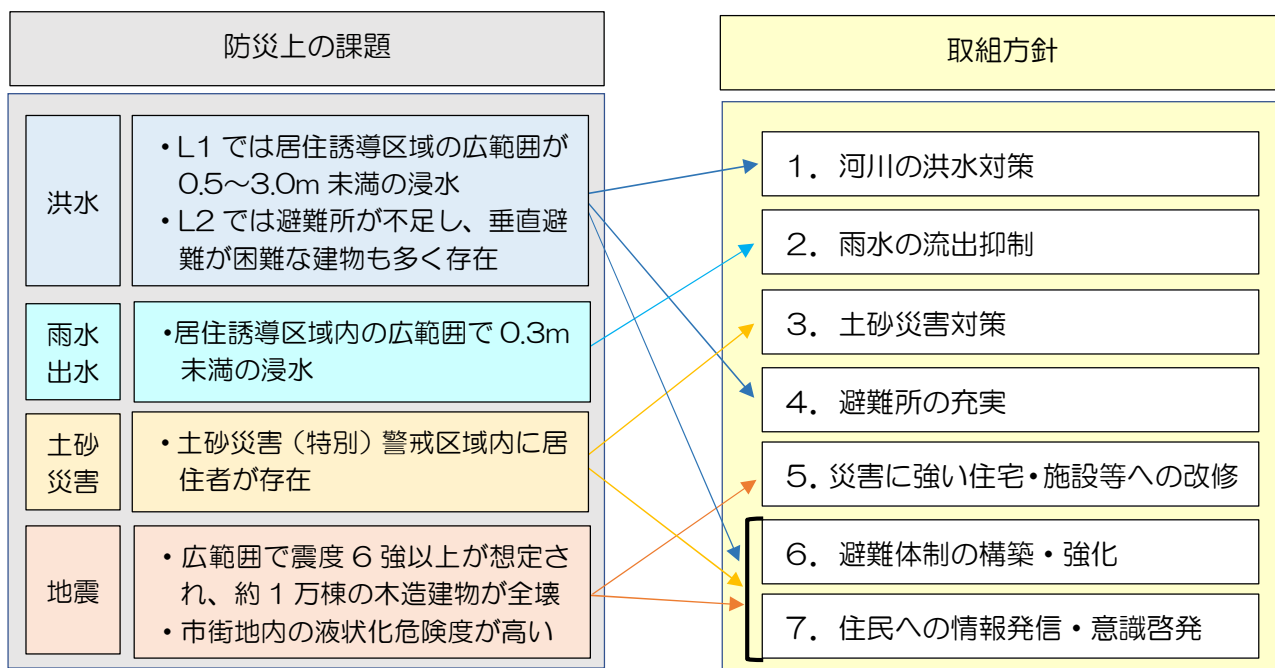 防災上の課題
取組方針
洪水
・L1 では居住誘導区域の広範囲が
0.5～3.0m 未満の浸水
・L2 では避難所が不足し、垂直避
難が困難な建物も多く存在
雨水
出水
・居住誘導区域内の広範囲で 0.3m
未満の浸水
土砂
災害
・土砂災害（特別）警戒区域内に居
住者が存在
地震
・広範囲で震度 6 強以上が想定さ
れ、約 1 万棟の木造建物が全壊
・市街地内の液状化危険度が高い
1．河川の洪水対策
2．雨水の流出抑制
3．土砂災害対策
4．避難所の充実
5．災害に強い住宅・施設等への改修
6．避難体制の構築・強化
7．住民への情報発信・意識啓発